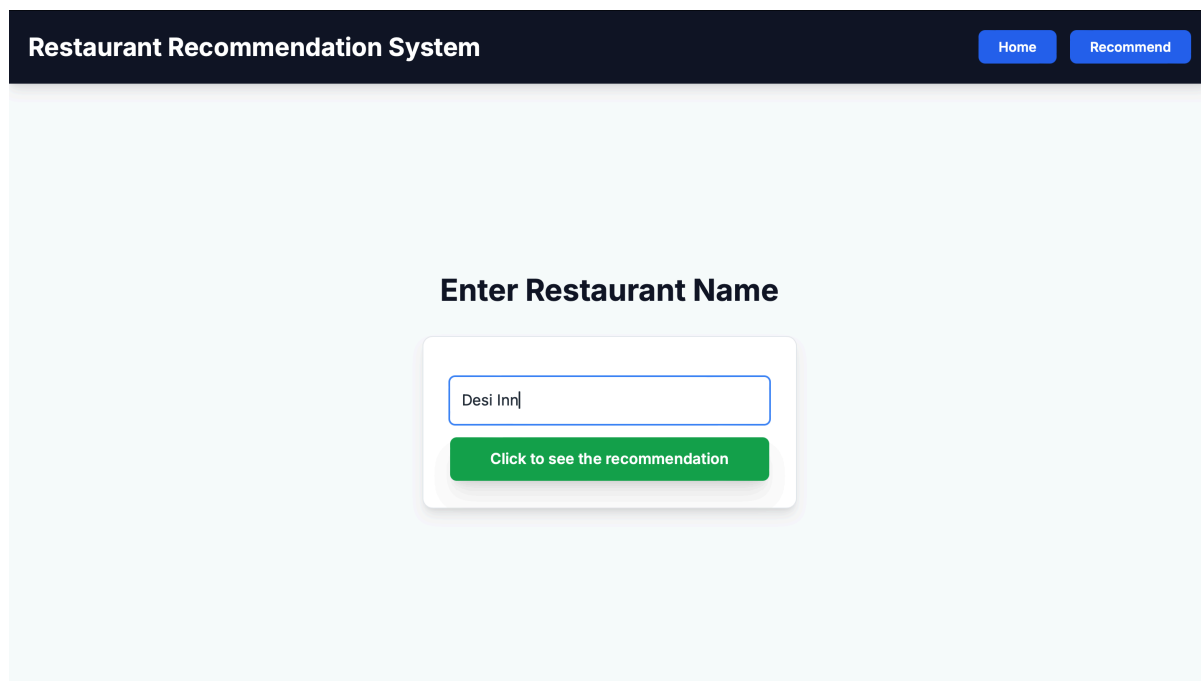 Restaurant Recommendation System
Home
Recommend
Enter Restaurant Name
Desi Inn
Click to see the recommendation